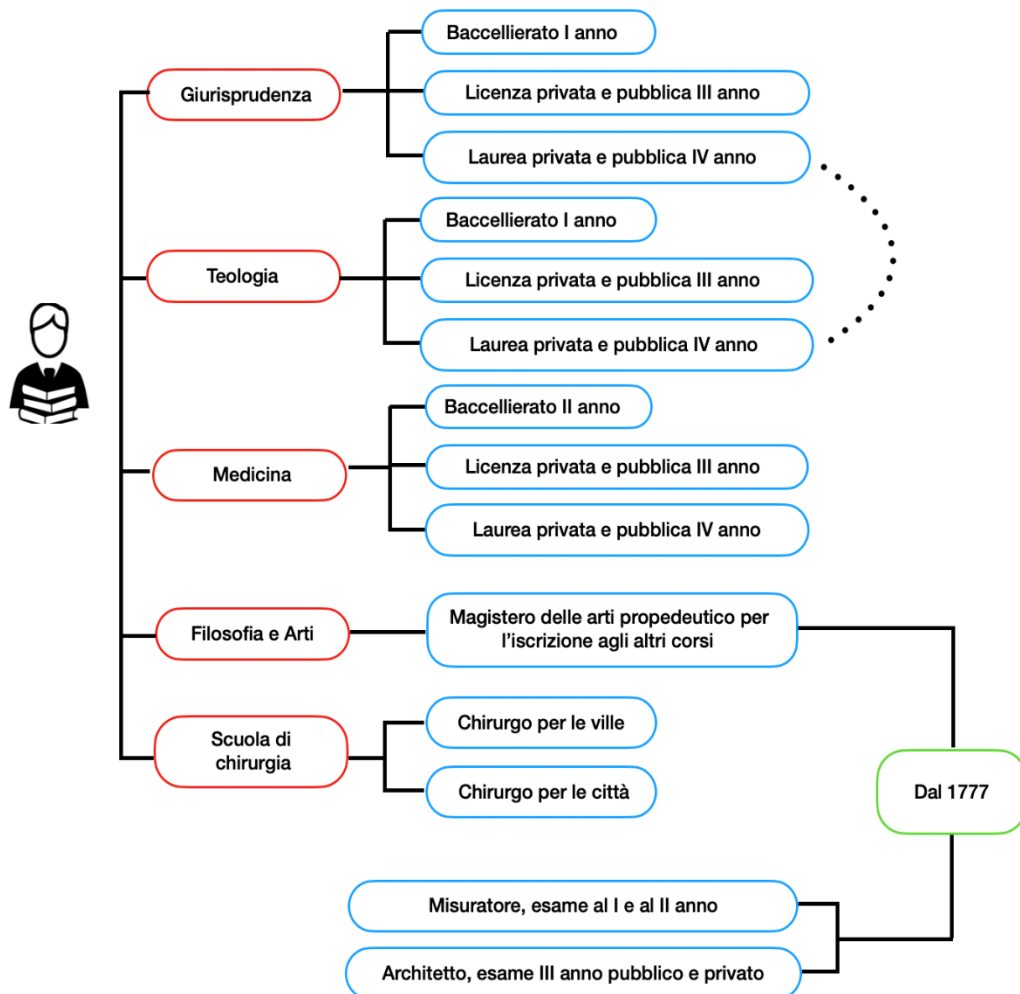 Giurisprudenza
Baccellierato I anno
Licenza privata e pubblica III anno
Laurea privata e pubblica IV anno
Teologia
Baccellierato I anno
Licenza privata e pubblica III anno
Laurea privata e pubblica IV anno
Medicina
Baccellierato II anno
Licenza privata e pubblica III anno
Laurea privata e pubblica IV anno
Filosofia e Arti
Magistero delle arti propedeutico per
l'iscrizione agli altri corsi
Scuola di
chirurgia
Chirurgo per le ville
Chirurgo per le città
Dal 1777
Misuratore, esame al I e al II anno
Architetto, esame III anno pubblico e privato